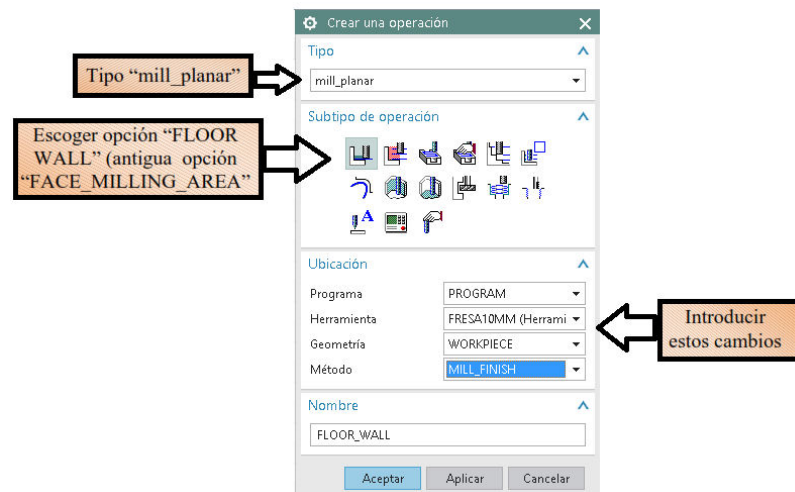 Crear una operación
Tipo
Tipo “mill_planar”
mill_planar
Subtipo de operación
Escoger opción “FLOOR
WALL” (antigua opción
“FACE_MILLING_AREA”
A
Ubicación
Programa PROGRAM
Herramienta FRESA10MM (Herrami
Geometría WORKPIECE
Método MILL_FINISH
Introducir
estos cambios
Nombre
FLOOR_WALL
Aceptar Aplicar Cancelar